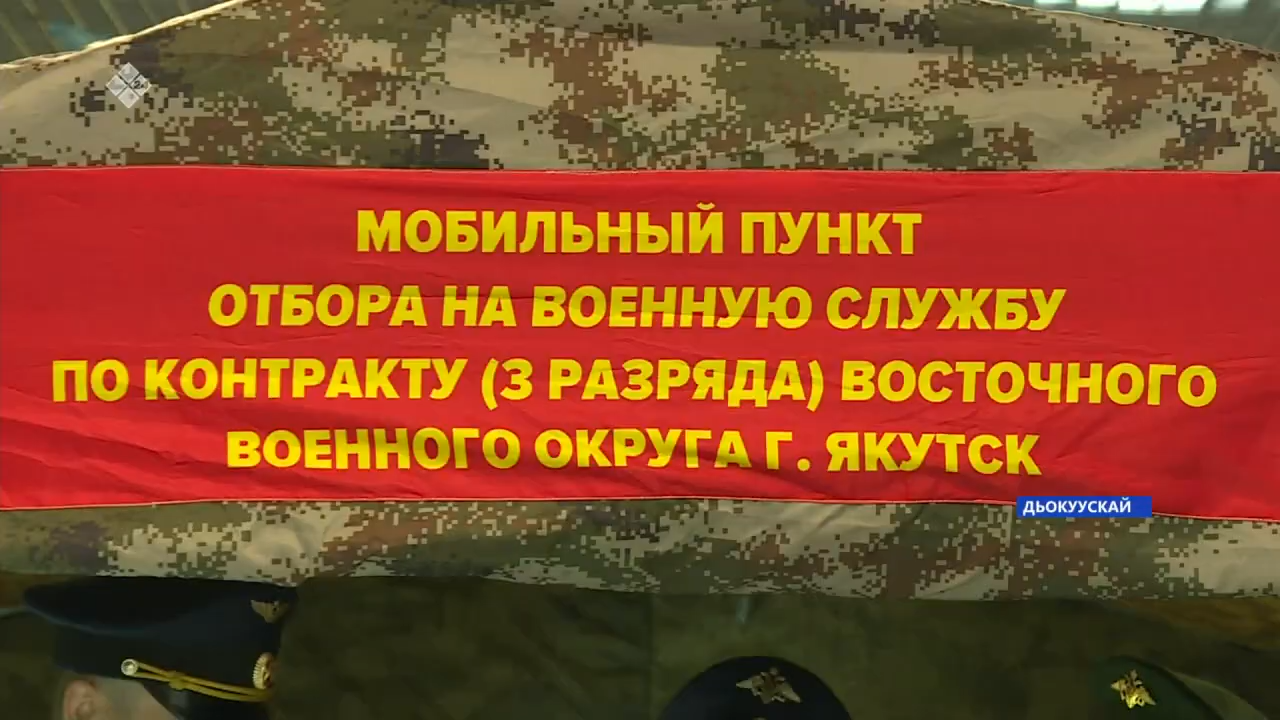 МОБИЛЬНЫЙ ПУНКТ
ОТБОРА НА ВОЕННУЮ СЛУЖБУ
ПО КОНТРАКТУ (3 РАЗРЯДА) ВОСТОЧНОГО
ВОЕННОГО ОКРУГА Г. ЯКУТСК
ДЬОКУУСКАЙ